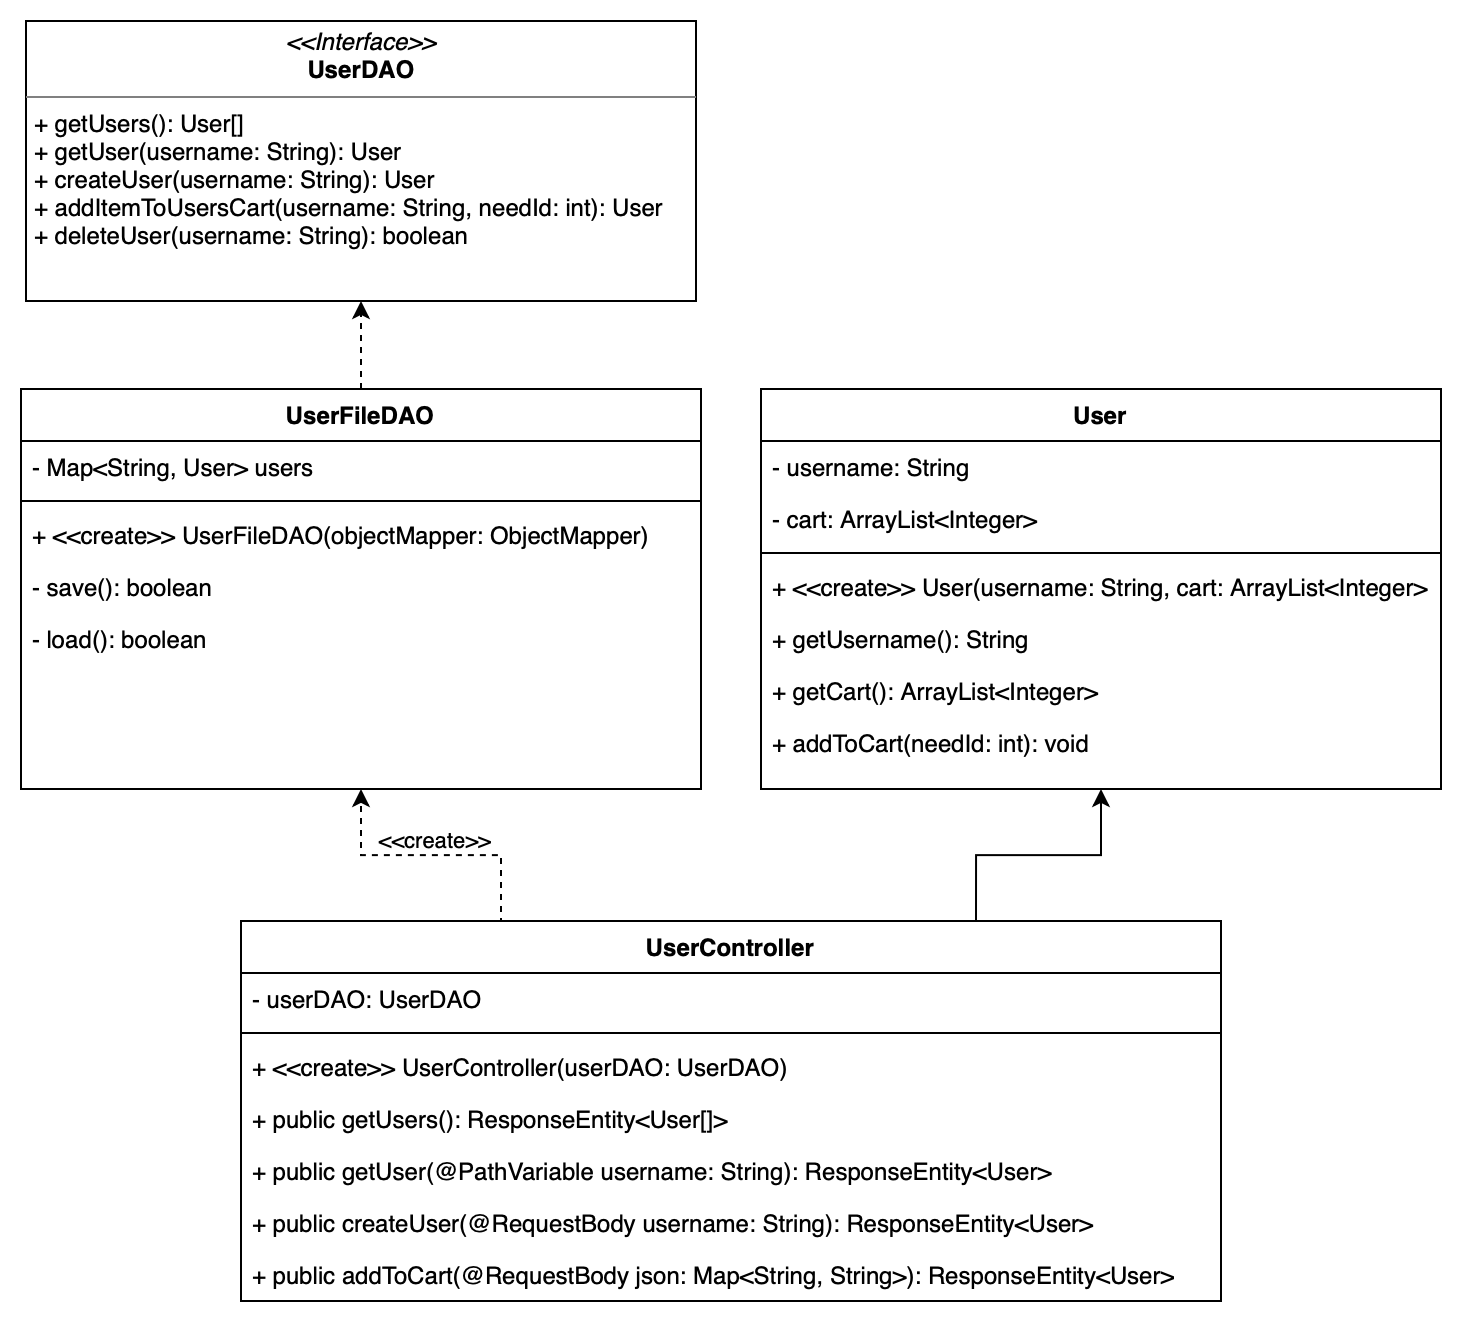 <<Interface>>
UserDAO
+ getUsers(): User[]
+ getUser(username: String): User
+ createUser(username: String): User
+ addItemToUsersCart(username: String, needId: int): User
+ deleteUser(username: String): boolean
UserFileDAO
- Map<String, User> users
+ <<create>> UserFileDAO(objectMapper: ObjectMapper)
- save(): boolean
- load(): boolean
User
- username: String
- cart: ArrayList<Integer>
+ <<create>> User(username: String, cart: ArrayList<Integer>
+ getUsername(): String
+ getCart(): ArrayList<Integer>
+ addToCart(needId: int): void
<<create>>
UserController
- userDAO: UserDAO
+ <<create>> UserController(userDAO: UserDAO)
+ public getUsers(): ResponseEntity<User[]>
+ public getUser(@PathVariable username: String): ResponseEntity<User>
+ public createUser(@RequestBody username: String): ResponseEntity<User>
+ public addToCart(@RequestBody json: Map<String, String>): ResponseEntity<User>